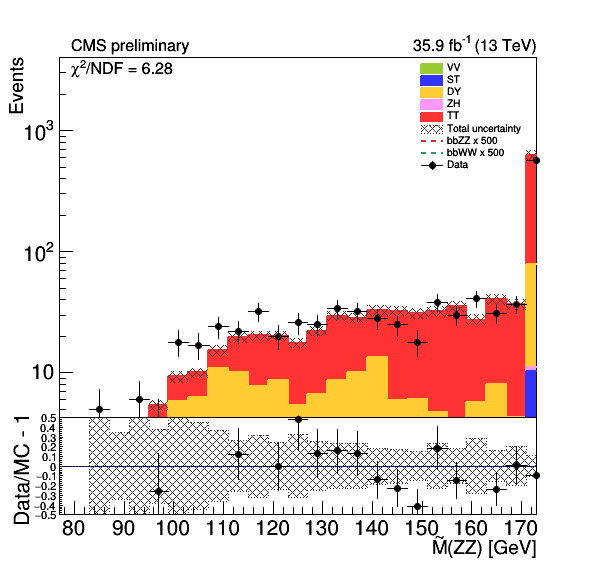 CMS preliminary 35.9 fb⁻¹ (13 TeV)
χ²/NDF = 6.28
Events
10³
10²
10
VV
ST
DY
ZH
TT
Total uncertainty
bbZZ x 500
bbWW x 500
Data
Data/MC - 1
0.5
0.4
0.3
0.2
0.1
0
−0.1
−0.2
−0.3
−0.4
−0.5
80 90 100 110 120 130 140 150 160 170
M̃(ZZ) [GeV]